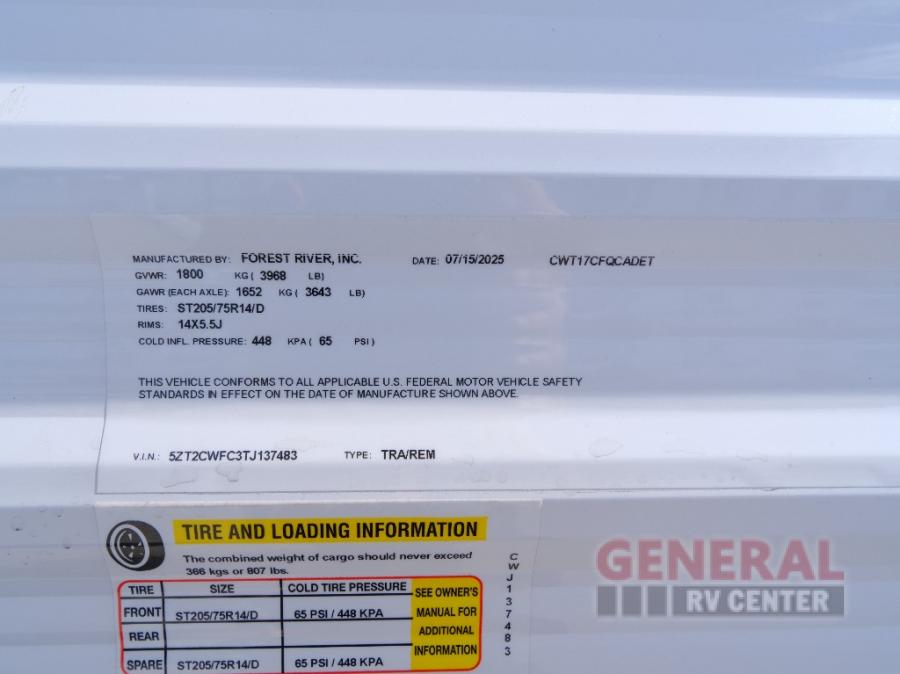 MANUFACTURED BY: FOREST RIVER, INC. DATE: 07/15/2025 CWT17CFQCADET
GVWR: 1800 KG ( 3968 LB)
GAWR (EACH AXLE): 1652 KG ( 3643 LB)
TIRES: ST205/75R14/D
RIMS: 14X5.5J
COLD INFL. PRESSURE: 448 KPA ( 65 PSI )
THIS VEHICLE CONFORMS TO ALL APPLICABLE U.S. FEDERAL MOTOR VEHICLE SAFETY
STANDARDS IN EFFECT ON THE DATE OF MANUFACTURE SHOWN ABOVE.
V.I.N.: 5ZT2CWFC3TJ137483 TYPE: TRA/REM
TIRE AND LOADING INFORMATION
The combined weight of cargo should never exceed
366 kgs or 807 lbs.
TIRE SIZE COLD TIRE PRESSURE SEE OWNER'S
FRONT ST205/75R14/D 65 PSI / 448 KPA MANUAL FOR
REAR ADDITIONAL
SPARE ST205/75R14/D 65 PSI / 448 KPA INFORMATION
CWJ137483
GENERAL
RV CENTER